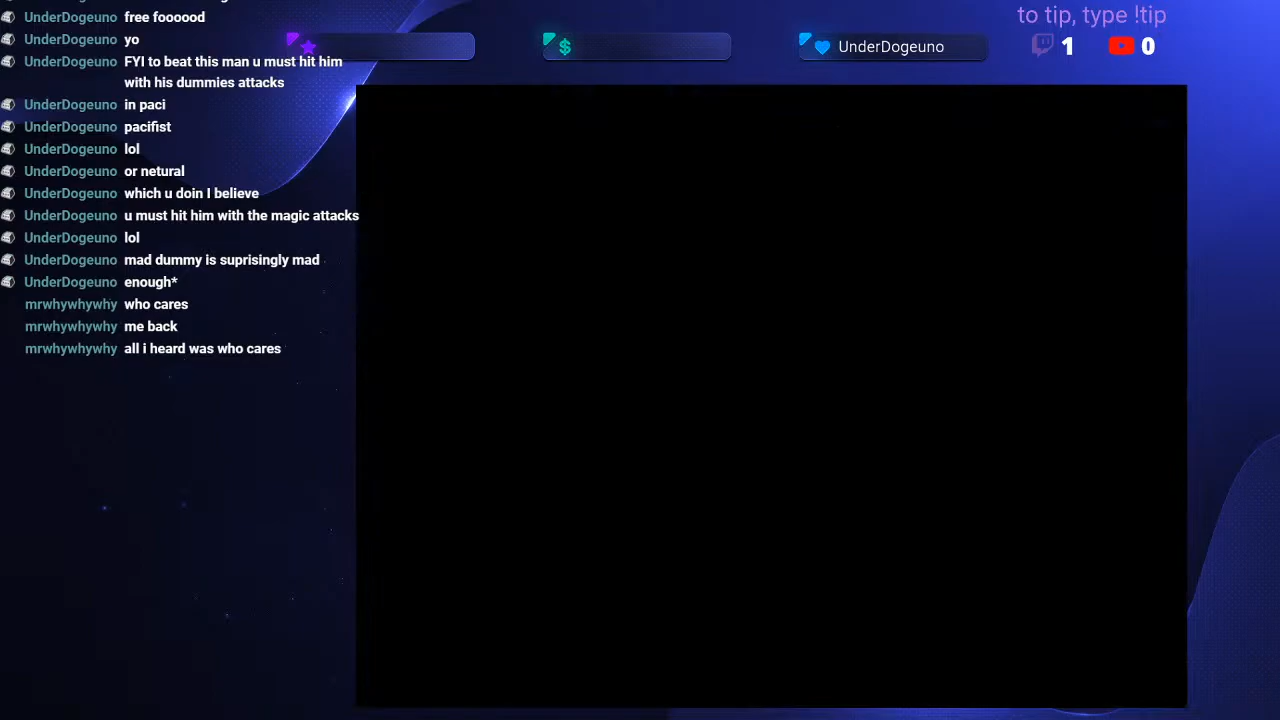 to tip, type !tip
1
0
UnderDogeuno
UnderDogeuno free foooood
UnderDogeuno yo
UnderDogeuno FYI to beat this man u must hit him
with his dummies attacks
UnderDogeuno in paci
UnderDogeuno pacifist
UnderDogeuno lol
UnderDogeuno or netural
UnderDogeuno which u doin I believe
UnderDogeuno u must hit him with the magic attacks
UnderDogeuno lol
UnderDogeuno mad dummy is suprisingly mad
UnderDogeuno enough*
mrwhywhywhy who cares
mrwhywhywhy me back
mrwhywhywhy all i heard was who cares